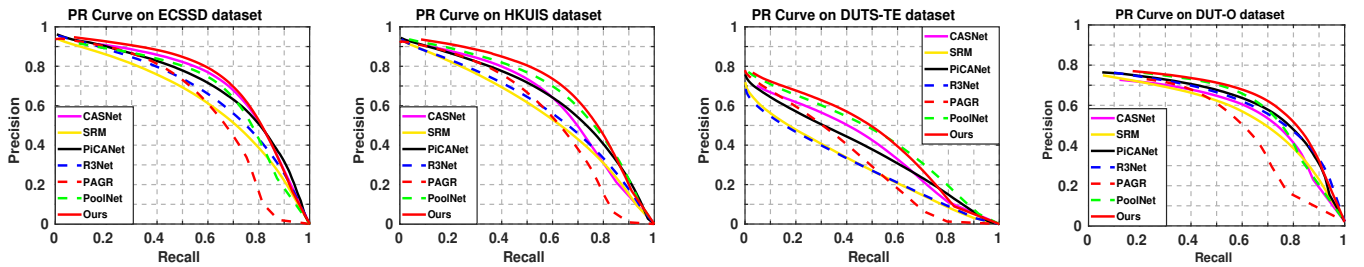 PR Curve on ECSSD dataset
1
0.8
0.6
0.4
0.2
0
Precision
CASNet
SRM
PiCANet
R3Net
PAGR
PoolNet
Ours
0
0.2
0.4
0.6
0.8
1
Recall
PR Curve on HKUIS dataset
1
0.8
0.6
0.4
0.2
0
Precision
CASNet
SRM
PiCANet
R3Net
PAGR
PoolNet
Ours
0
0.2
0.4
0.6
0.8
1
Recall
PR Curve on DUTS-TE dataset
1
0.8
0.6
0.4
0.2
0
Precision
CASNet
SRM
PiCANet
R3Net
PAGR
PoolNet
Ours
0
0.2
0.4
0.6
0.8
1
Recall
PR Curve on DUT-O dataset
1
0.8
0.6
0.4
0.2
0
Precision
CASNet
SRM
PiCANet
R3Net
PAGR
PoolNet
Ours
0
0.2
0.4
0.6
0.8
1
Recall